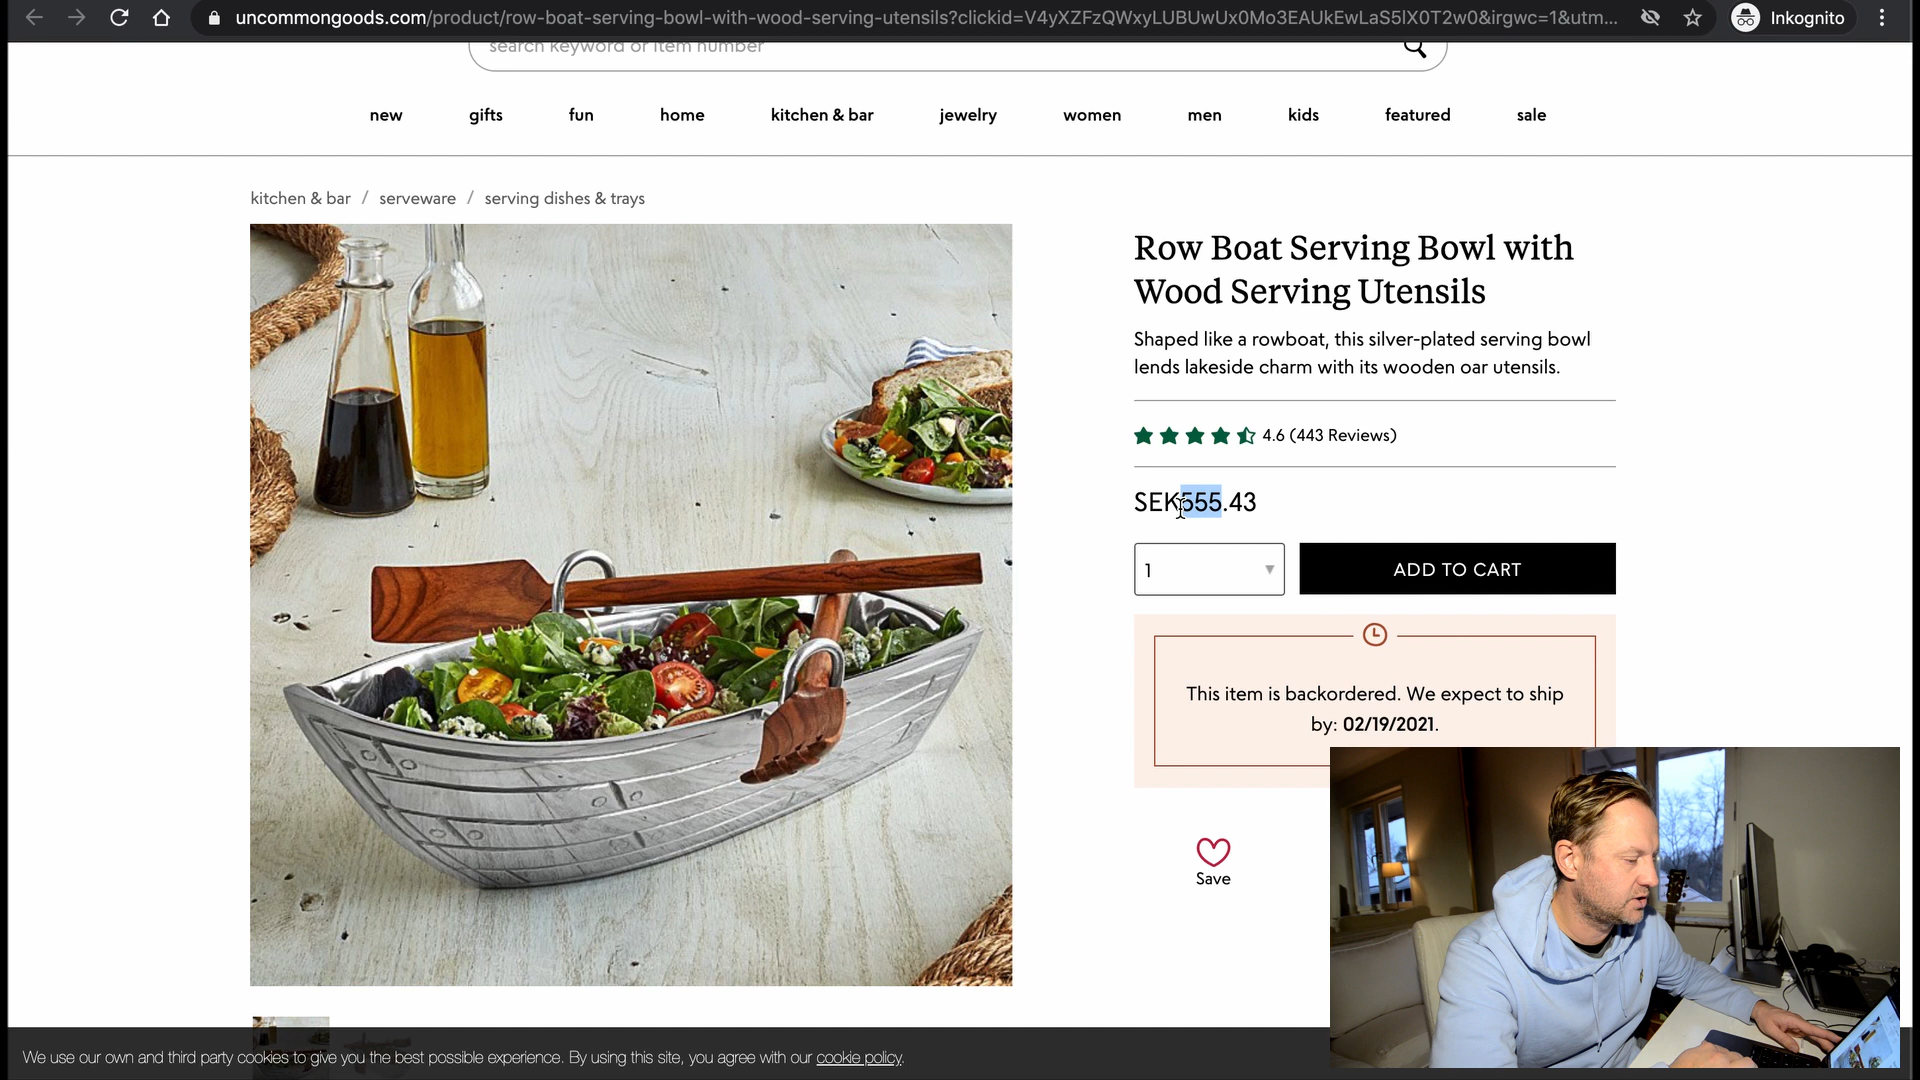 uncommongoods.com/product/row-boat-serving-bowl-with-wood-serving-utensils?clickid=V4yXZFzQWxyLUBUwUx0Mo3EAUkEwLaS5lX0T2w0&irgwc=1&utm...
Inkognito
search keyword or item number
new gifts fun home kitchen & bar jewelry women men kids featured sale
kitchen & bar / serveware / serving dishes & trays
Row Boat Serving Bowl with
Wood Serving Utensils
Shaped like a rowboat, this silver-plated serving bowl
lends lakeside charm with its wooden oar utensils.
4.6 (443 Reviews)
SEK555.43
1
ADD TO CART
This item is backordered. We expect to ship
by: 02/19/2021.
Save
We use our own and third party cookies to give you the best possible experience. By using this site, you agree with our cookie policy.